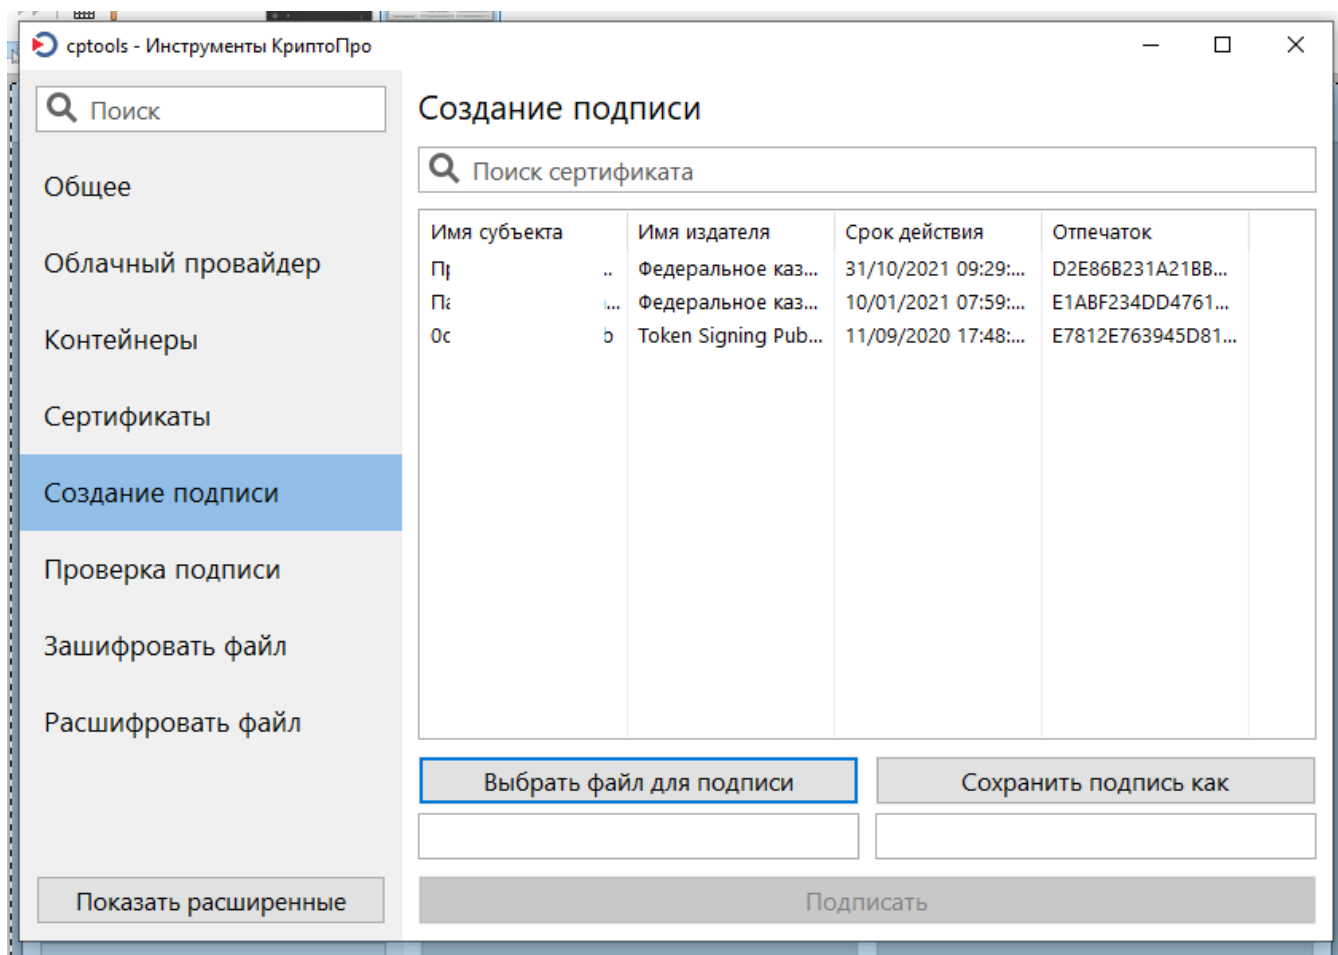 cptools - Инструменты КриптоПро
Поиск
Общее
Облачный провайдер
Контейнеры
Сертификаты
Создание подписи
Проверка подписи
Зашифровать файл
Расшифровать файл
Показать расширенные
Создание подписи
Поиск сертификата
Имя субъекта Имя издателя Срок действия Отпечаток
... Федеральное каз... 31/10/2021 09:29:... D2E86B231A21BB...
Па ... Федеральное каз... 10/01/2021 07:59:... E1ABF234DD4761...
0c b Token Signing Pub... 11/09/2020 17:48:... E7812E763945D81...
Выбрать файл для подписи Сохранить подпись как
Подписать